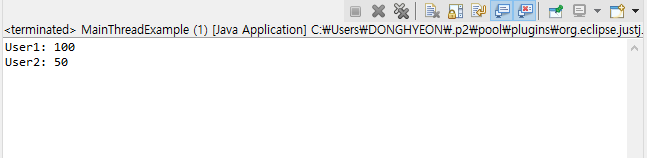 <terminated> MainThreadExample (1) [Java Application] C:₩Users₩DONGHYEON₩.p2₩pool₩plugins₩org.eclipse.justj.
User1: 100
User2: 50